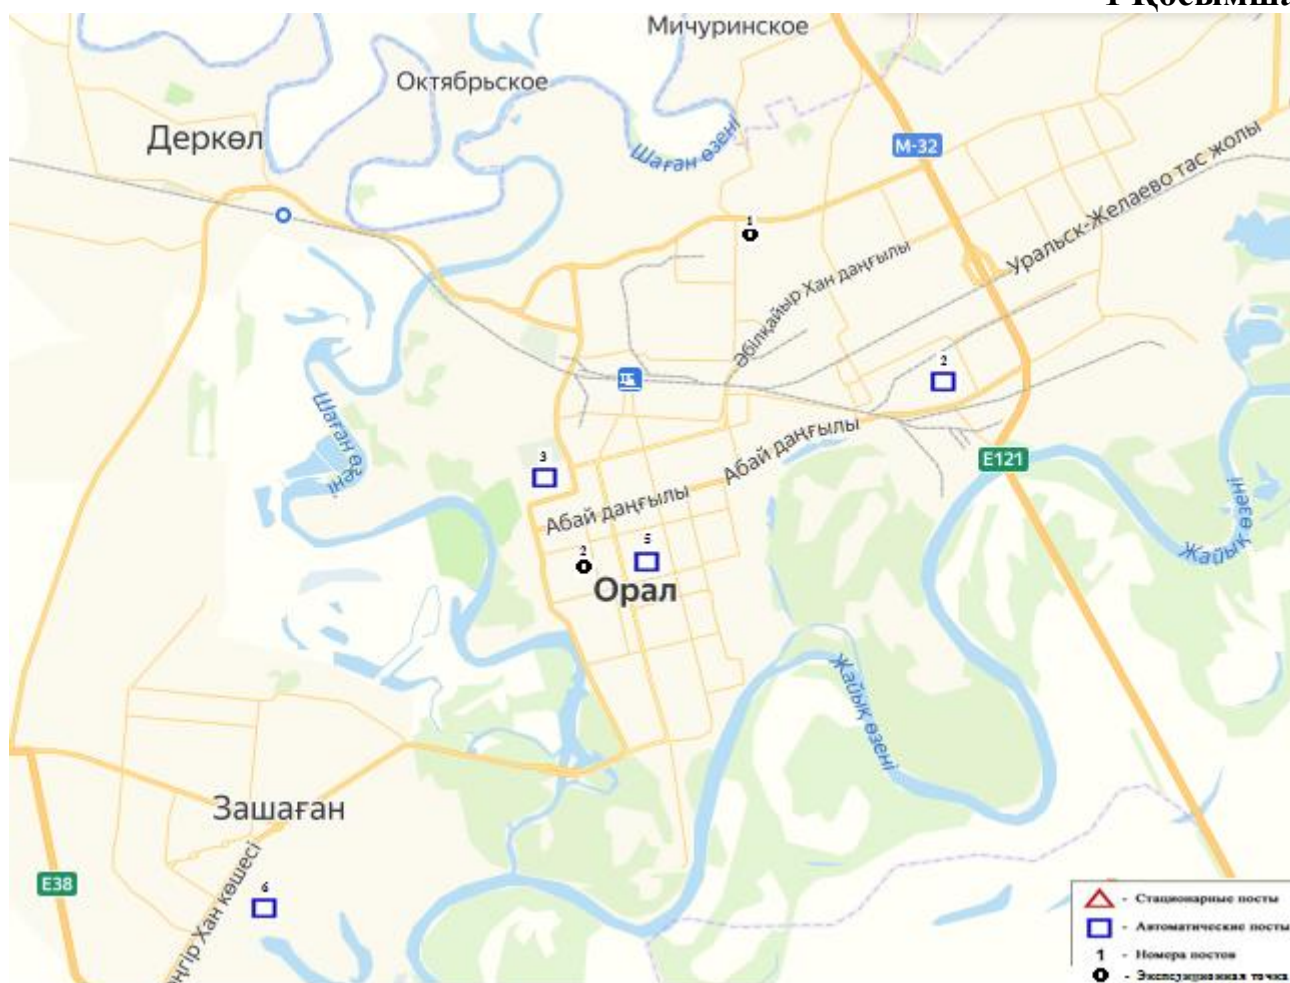 1 Қосымша
Мичуринское
Октябрьское
Деркөл
Шаған өзені
М-32
Уральск-Желаево тас жолы
1
Әбілқайыр Хан даңғылы
2
Шаған өзені
3
Абай даңғылы
Абай даңғылы
E121
Жайық өзені
2
5
Орал
Жайық өзені
Зашаған
E38
6
Хан көшесі
- Стационарные посты
- Автоматические посты
1 - Номера постов
- Экспедиционная точка